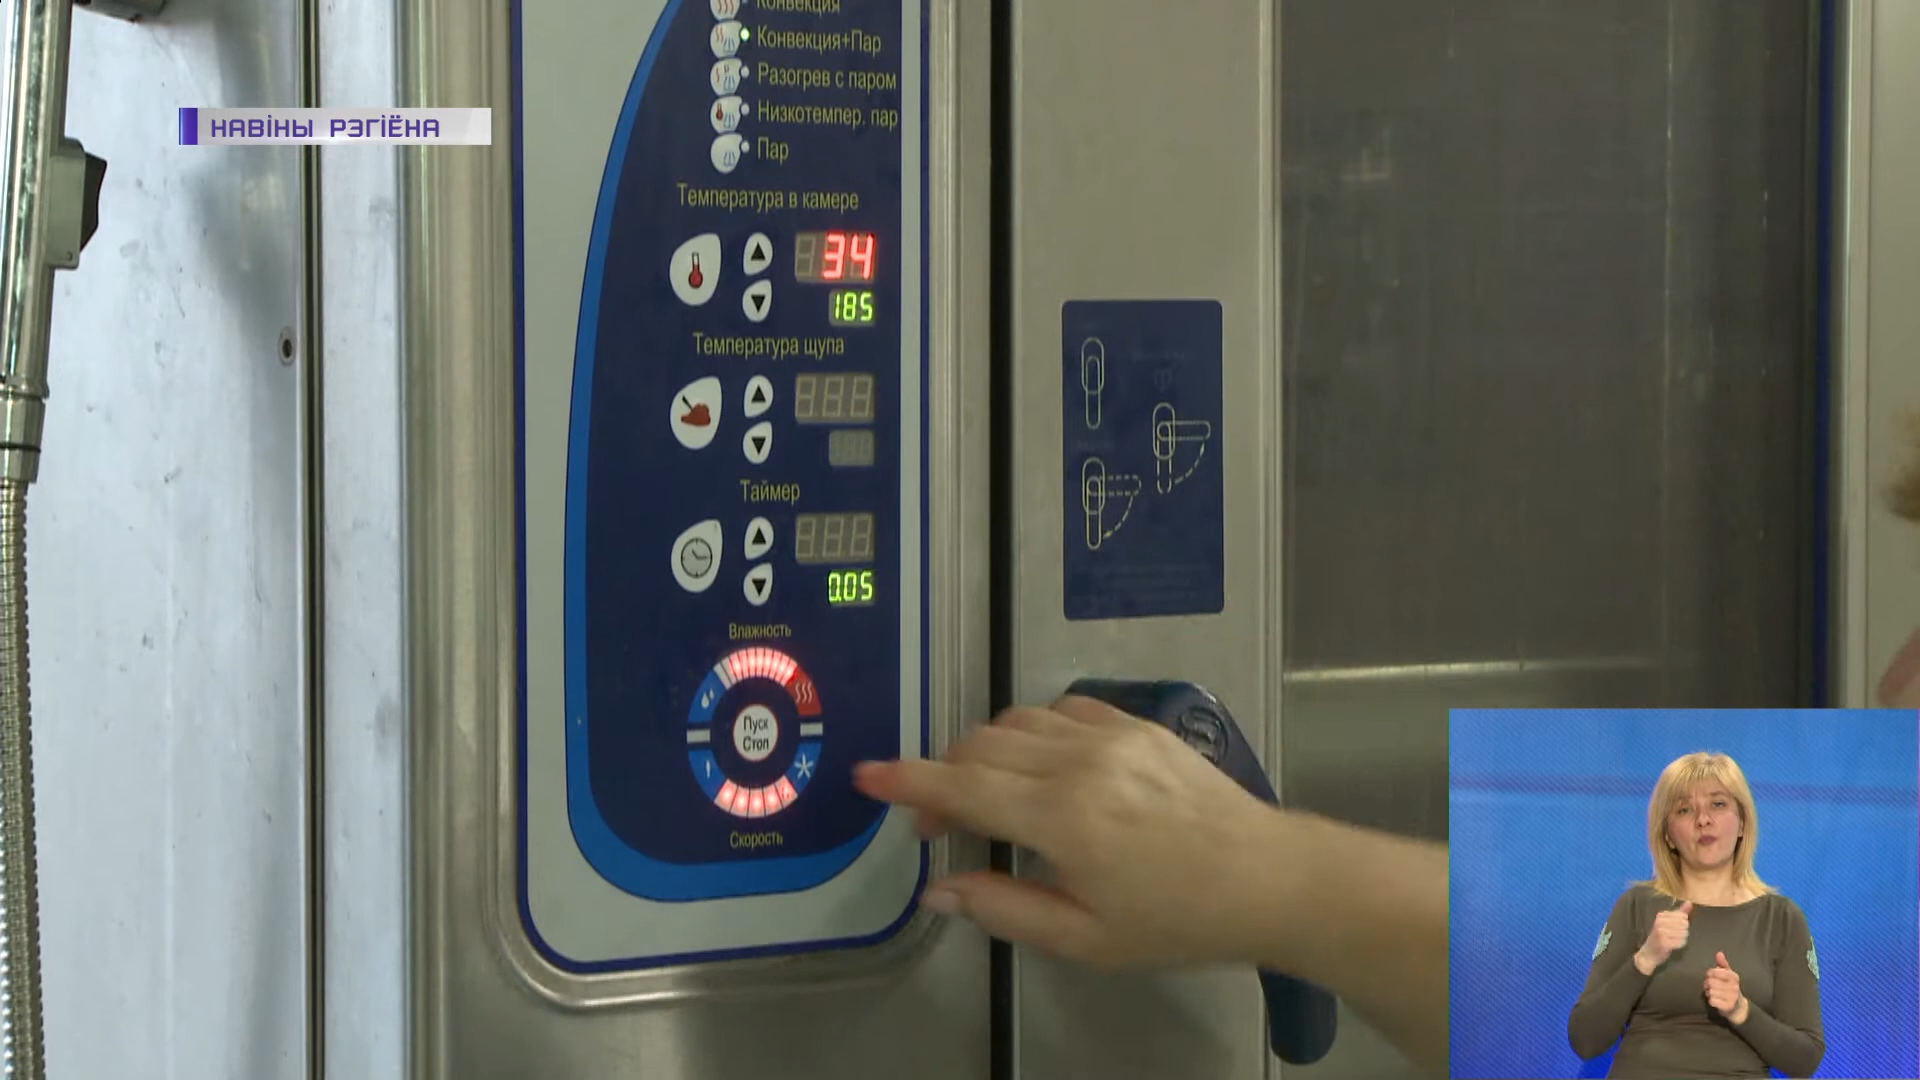 Конвекция
Конвекция+Пар
Разогрев с паром
Низкотемпер. пар
Пар
НАВІНЫ РЭГІЁНА
Температура в камере
34
185
Температура щупа
Таймер
0.05
Влажность
Пуск
Стоп
Скорость